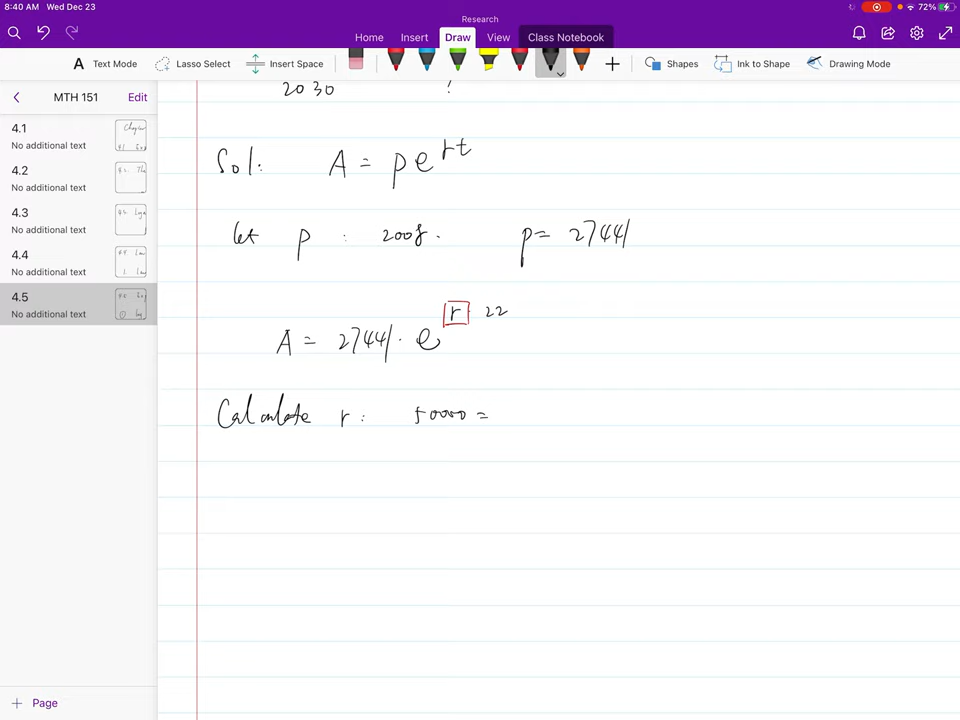 8:40 AM Wed Dec 23
72%
Research
Home Insert Draw View Class Notebook
A Text Mode Lasso Select Insert Space Shapes Ink to Shape Drawing Mode
MTH 151 Edit
4.1
No additional text
4.2
No additional text
4.3
No additional text
4.4
No additional text
4.5
No additional text
+ Page
2030 ?
Sol: A = pe^rt
let p : 2008. p = 27441
A = 27441 · e^r · 22
Calculate r : 50000 =